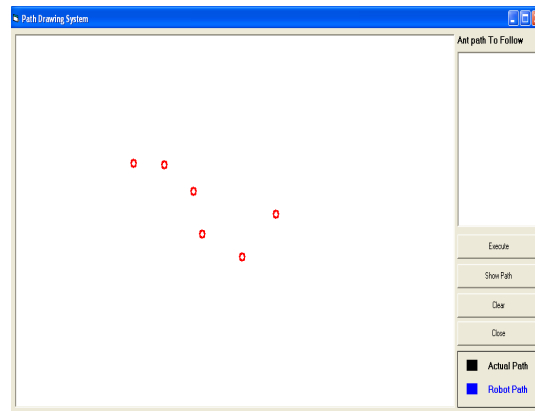 Path Drawing System
Ant path To Follow
Execute
Show Path
Clear
Close
Actual Path
Robot Path